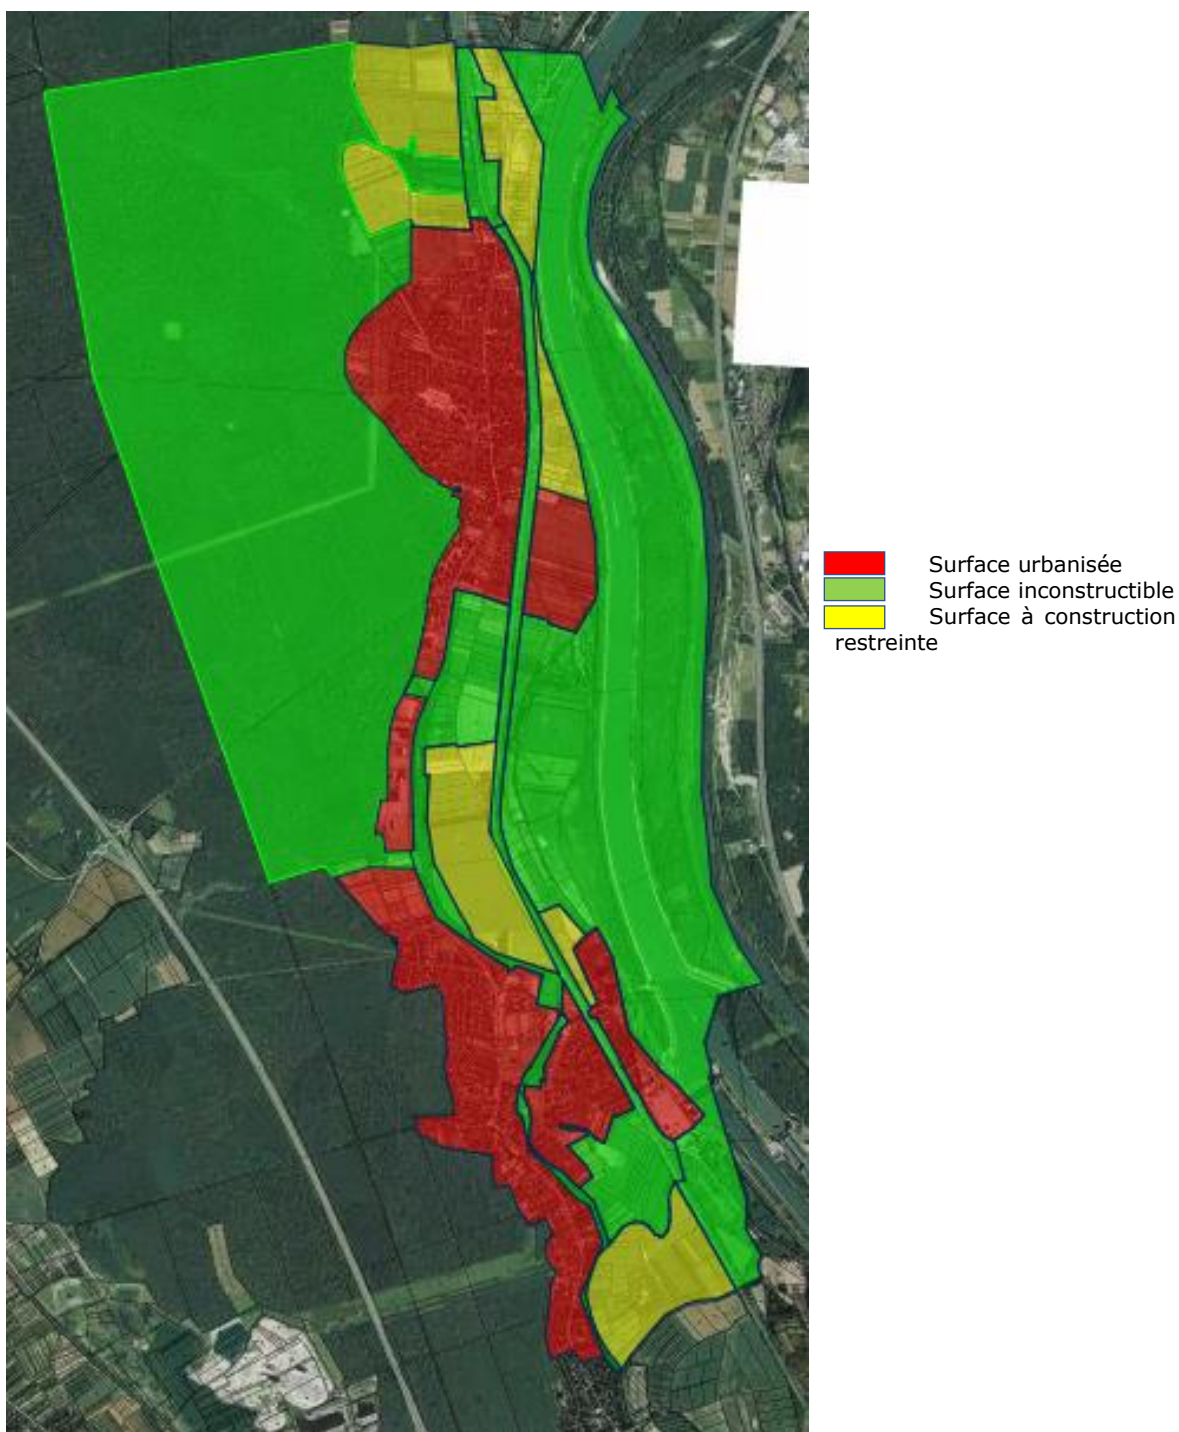 Surface urbanisée
Surface inconstructible
Surface à construction
restreinte